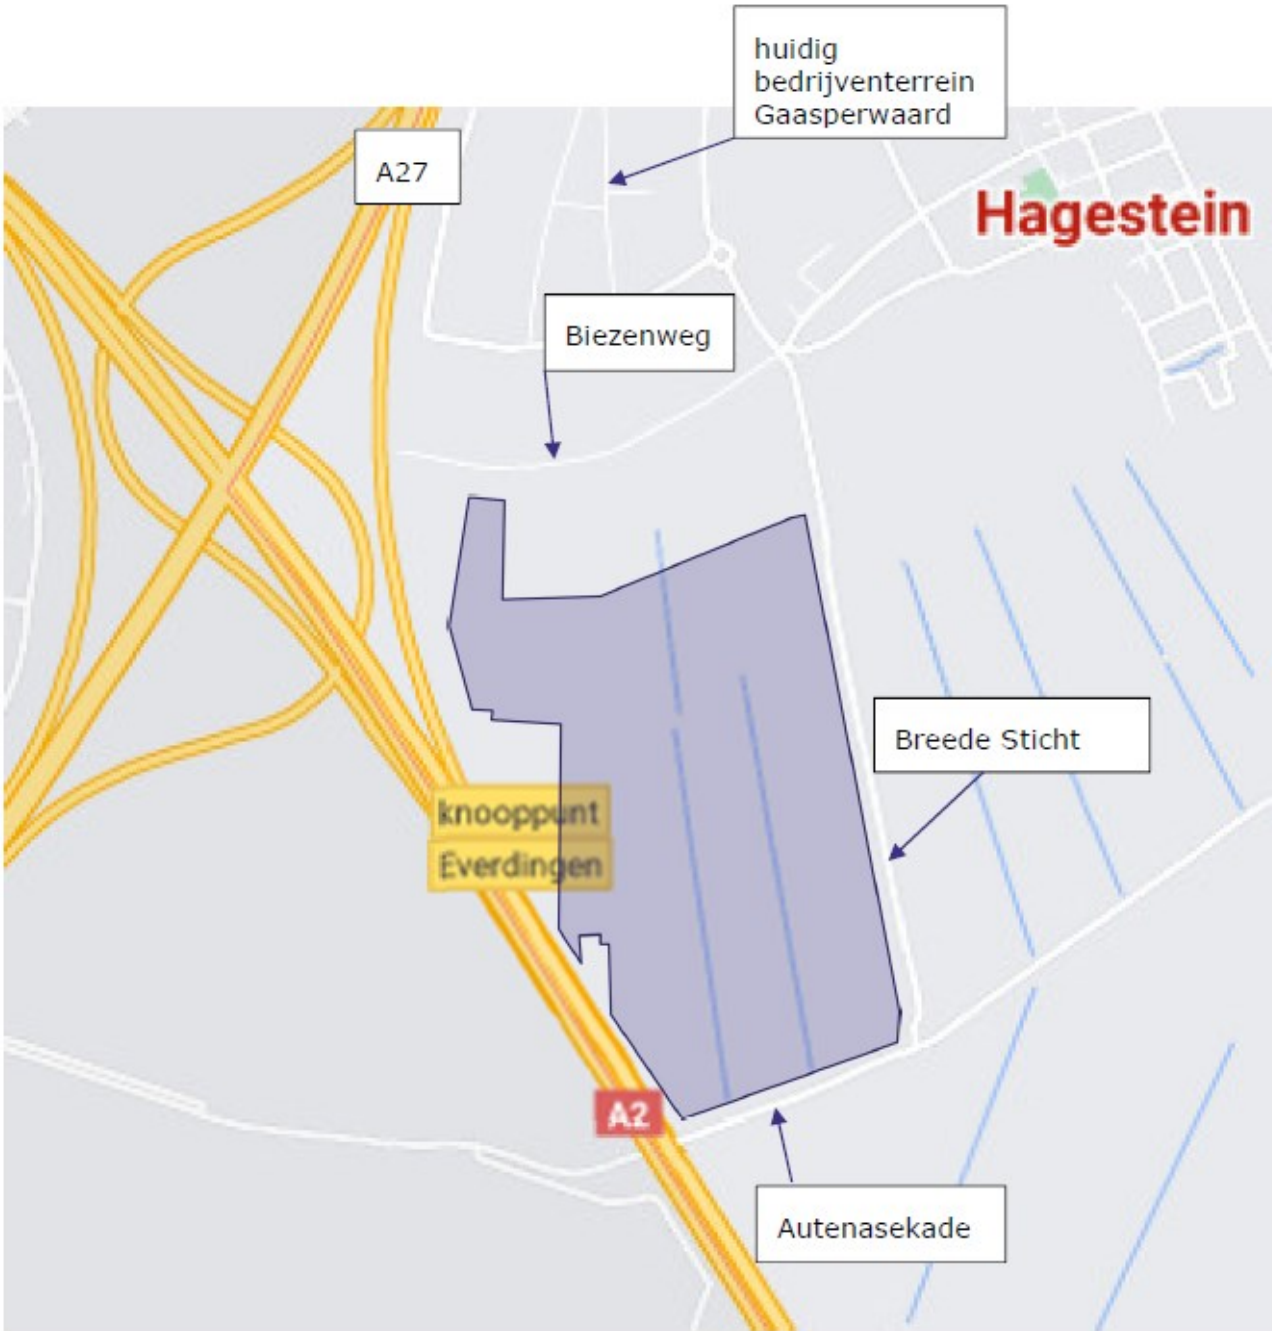 huidig
bedrijventerrein
Gaasperwaard
A27
Hagestein
Biezenweg
Breede Sticht
knooppunt
Everdingen
A2
Autenasekade